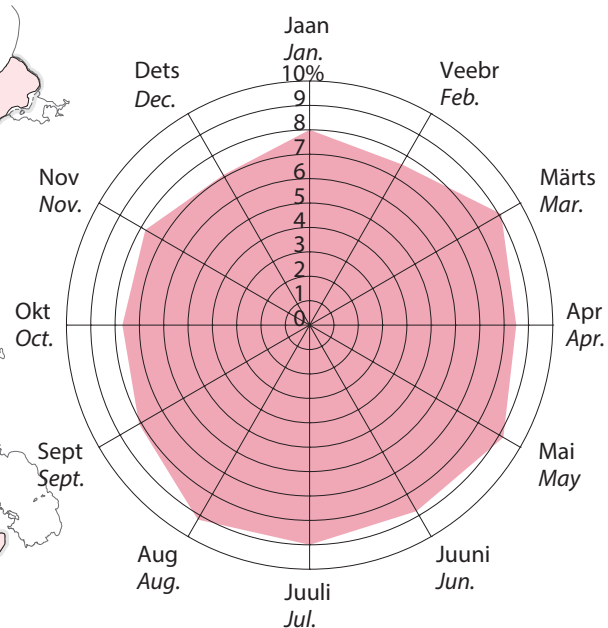 Jaan
Jan.
Dets
Dec.
Veebr
Feb.
Nov
Nov.
Märts
Mar.
Okt
Oct.
Apr
Apr.
Sept
Sept.
Mai
May
Aug
Aug.
Juuni
Jun.
Juuli
Jul.
10%
9
8
7
6
5
4
3
2
1
0